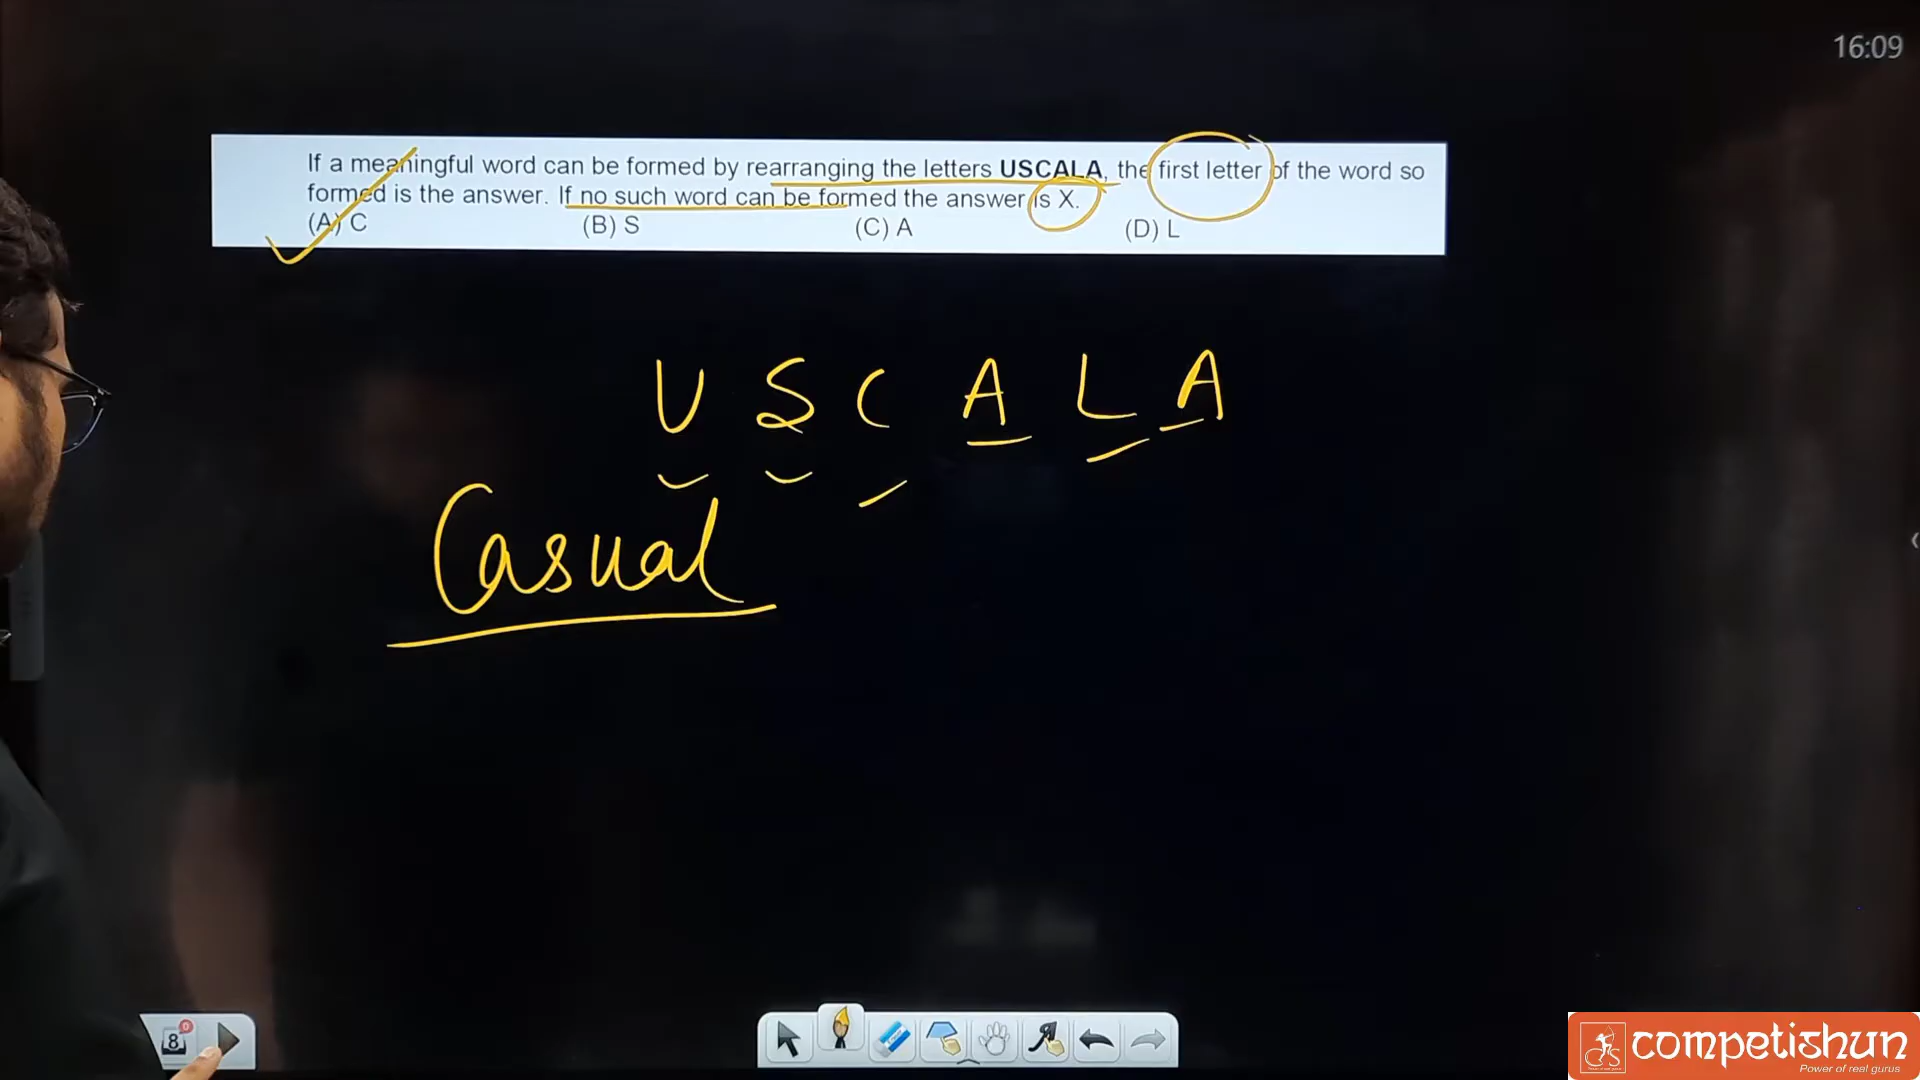 16:09
If a meaningful word can be formed by rearranging the letters USCALA, the first letter of the word so
formed is the answer. If no such word can be formed the answer is X.
(A) C (B) S (C) A (D) L
U S C A L A
Casual
8 0
competishun
Power of real gurus